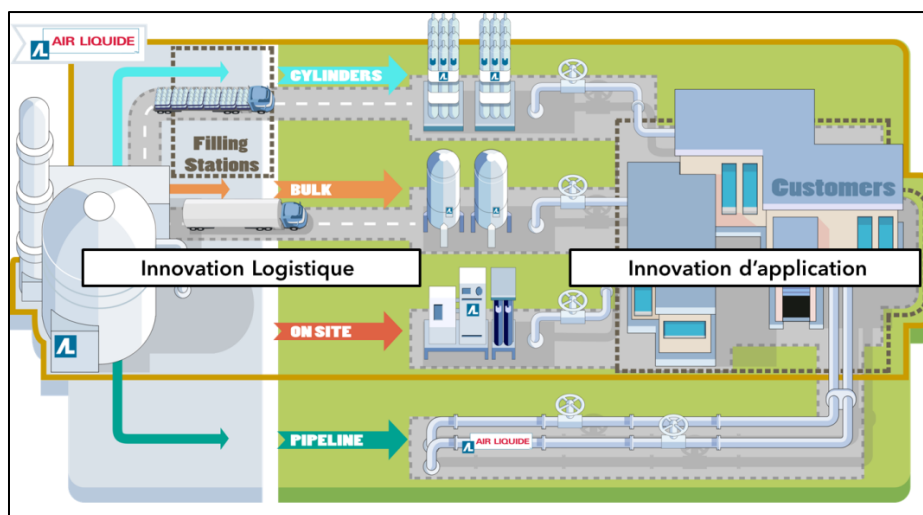 AIR LIQUIDE
CYLINDERS
Filling
Stations
BULK
Customers
Innovation Logistique
Innovation d’application
ON SITE
PIPELINE
AIR LIQUIDE